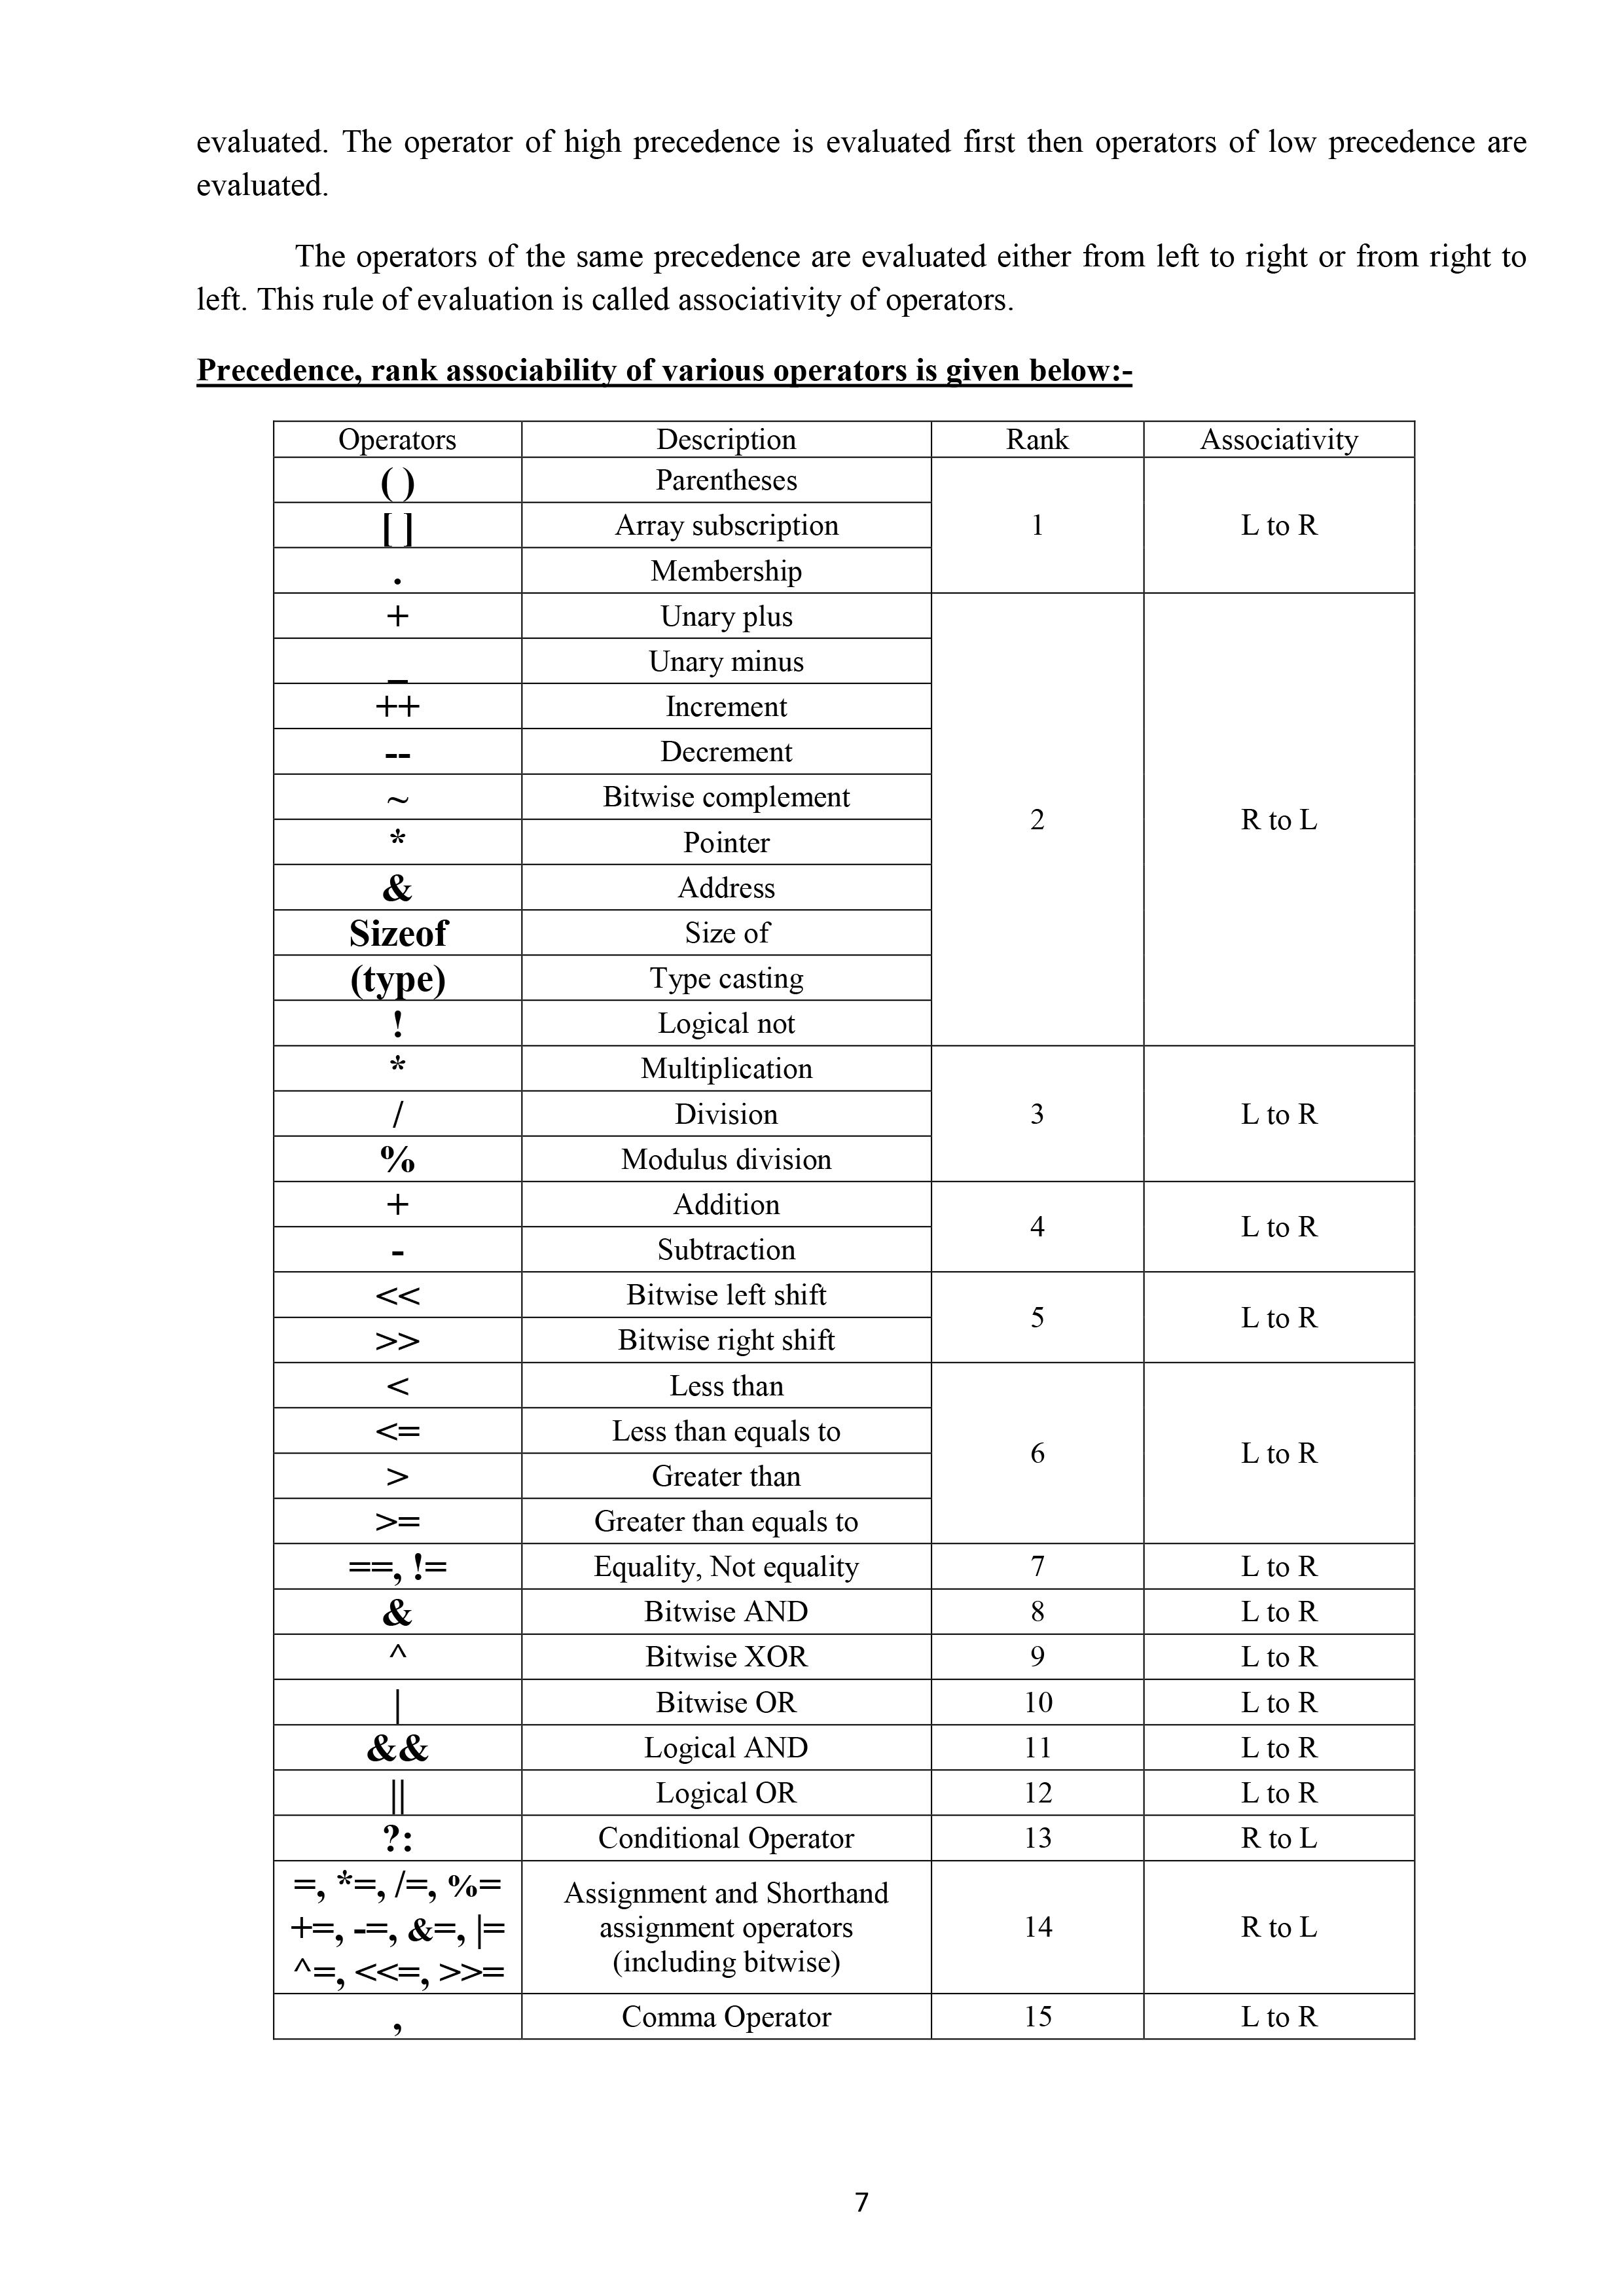 evaluated. The operator of high precedence is evaluated first then operators of low precedence are
evaluated.
The operators of the same precedence are evaluated either from left to right or from right to
left. This rule of evaluation is called associativity of operators.
Precedence, rank associability of various operators is given below:-
Operators Description Rank Associativity
( ) Parentheses
[ ] Array subscription 1 L to R
. Membership
+ Unary plus
_ Unary minus
++ Increment
-- Decrement
~ Bitwise complement 2 R to L
* Pointer
& Address
Sizeof Size of
(type) Type casting
! Logical not
* Multiplication
/ Division 3 L to R
% Modulus division
+ Addition 4 L to R
- Subtraction
<< Bitwise left shift 5 L to R
>> Bitwise right shift
< Less than
<= Less than equals to 6 L to R
> Greater than
>= Greater than equals to
==, != Equality, Not equality 7 L to R
& Bitwise AND 8 L to R
^ Bitwise XOR 9 L to R
| Bitwise OR 10 L to R
&& Logical AND 11 L to R
|| Logical OR 12 L to R
?: Conditional Operator 13 R to L
=, *=, /=, %= Assignment and Shorthand
+=, -=, &=, |= assignment operators 14 R to L
^=, <<=, >>= (including bitwise)
, Comma Operator 15 L to R
7